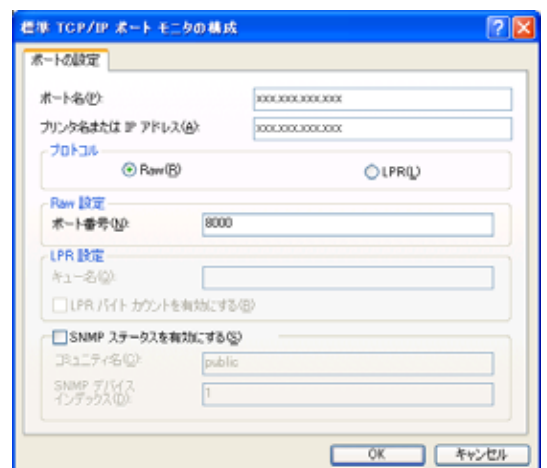 標準 TCP/IP ポート モニタの構成
ポートの設定
ポート名(P): xxx.xxx.xxx.xxx
プリンタ名または IP アドレス(A): xxx.xxx.xxx.xxx
プロトコル
Raw(R) LPR(L)
Raw 設定
ポート番号(N): 8000
LPR 設定
キュー名(Q):
LPR バイト カウントを有効にする(B)
SNMP ステータスを有効にする(S)
コミュニティ名(C): public
SNMP デバイス
インデックス(D): 1
OK キャンセル